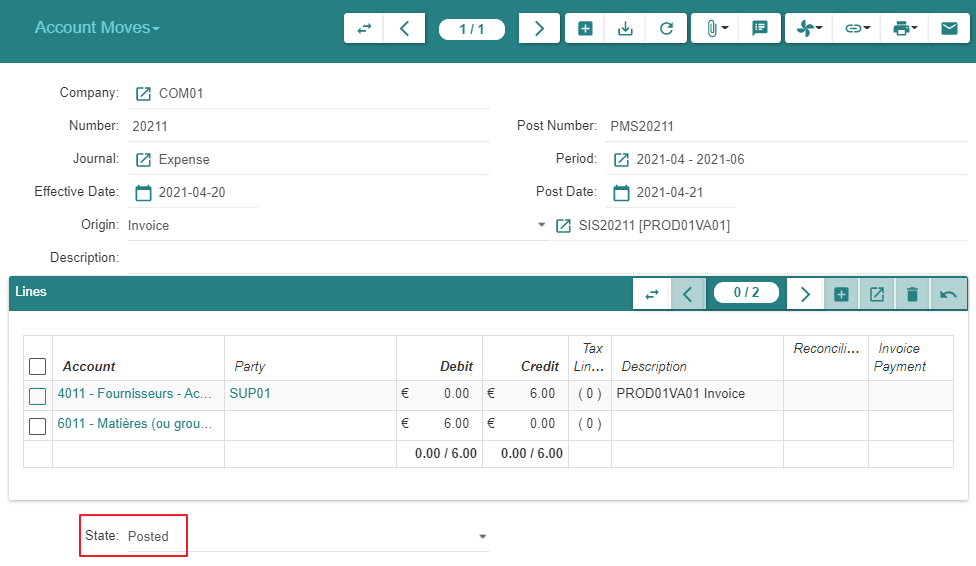 Account Moves
1 / 1
Company: COM01
Number: 20211 Post Number: PMS20211
Journal: Expense Period: 2021-04 - 2021-06
Effective Date: 2021-04-20 Post Date: 2021-04-21
Origin: Invoice SIS20211 [PROD01VA01]
Description:
Lines 0 / 2
Account Party Debit Credit Tax Lin... Description Reconcili... Invoice Payment
4011 - Fournisseurs - Ac... SUP01 € 0.00 € 6.00 ( 0 ) PROD01VA01 Invoice
6011 - Matières (ou grou... € 6.00 € 0.00 ( 0 )
0.00 / 6.00 0.00 / 6.00
State: Posted